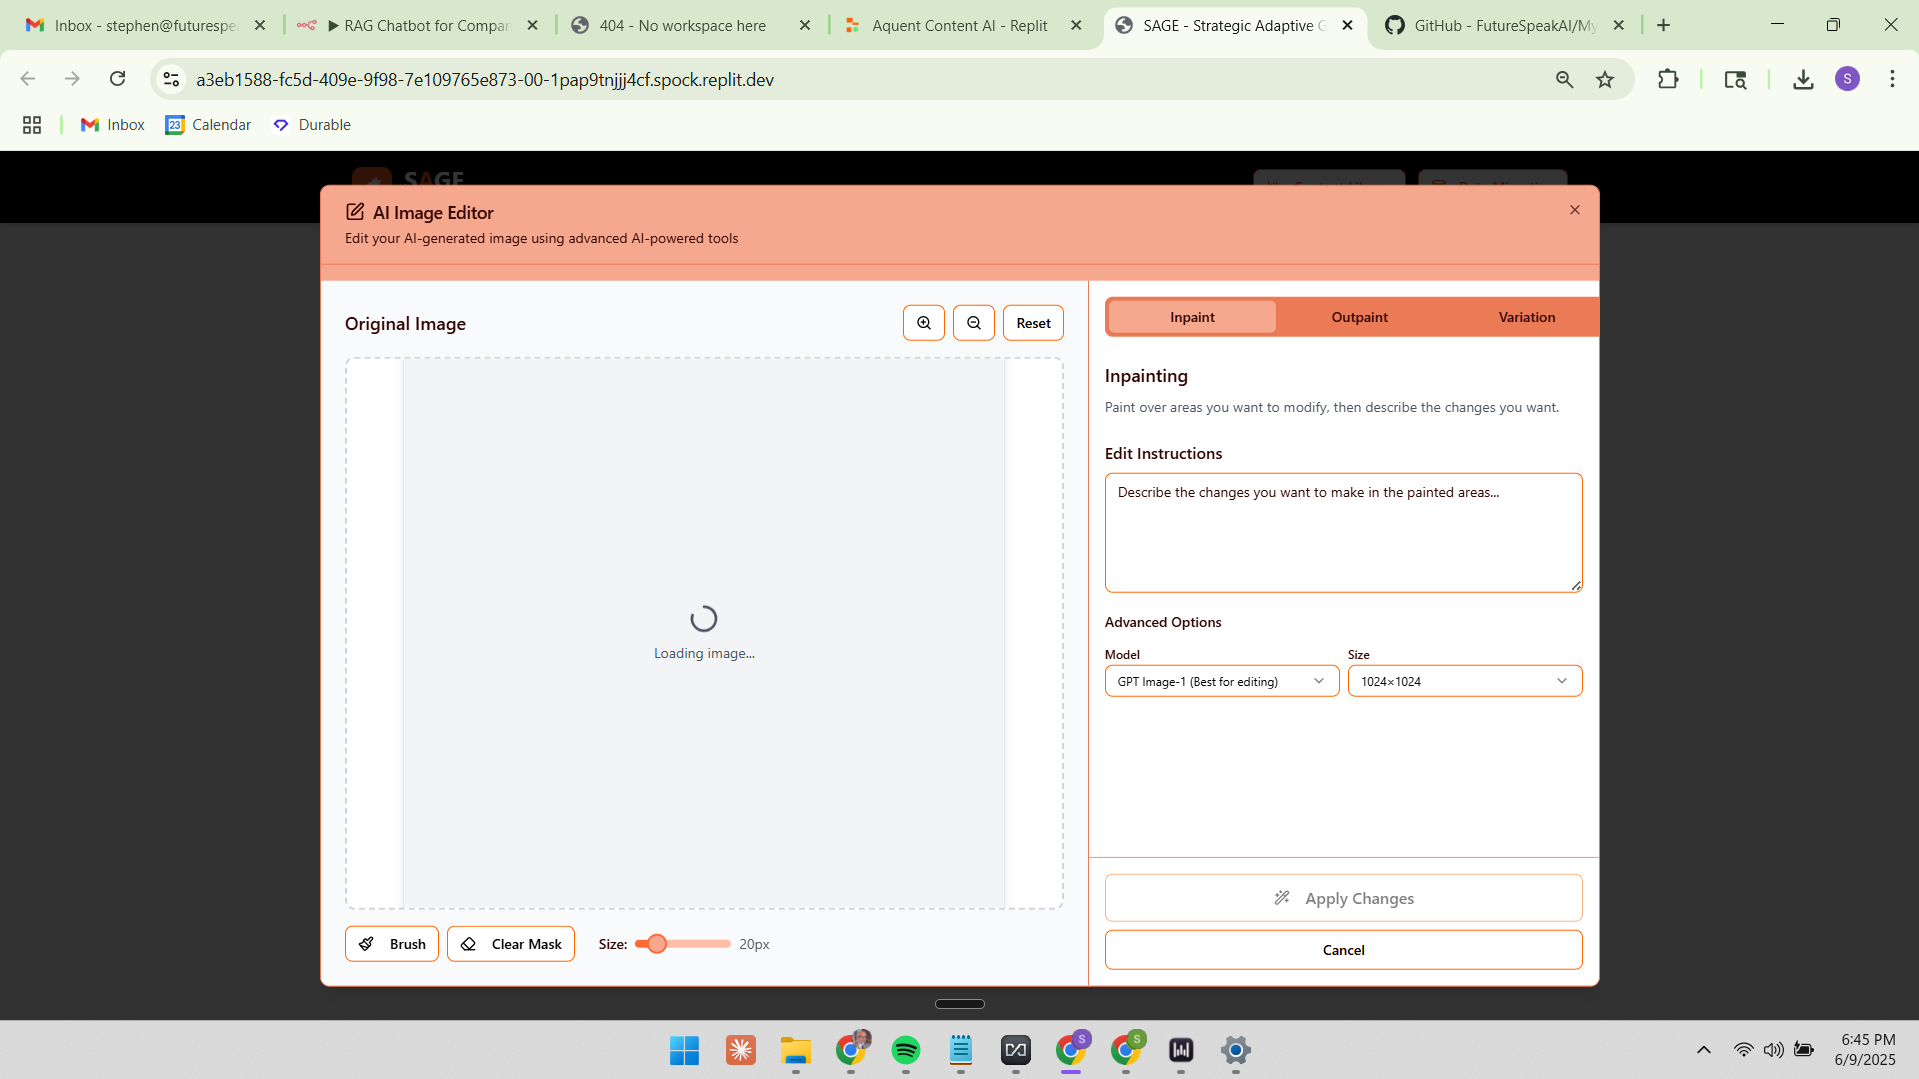 Inbox - stephen@futurespe
▶ RAG Chatbot for Compan
404 - No workspace here
Aquent Content AI - Replit
SAGE - Strategic Adaptive G
GitHub - FutureSpeakAI/My
a3eb1588-fc5d-409e-9f98-7e109765e873-00-1pap9tnjjj4cf.spock.replit.dev
S
Inbox
23
Calendar
Durable
SAGE
AI Image Editor
Edit your AI-generated image using advanced AI-powered tools
Original Image
Reset
Inpaint
Outpaint
Variation
Inpainting
Paint over areas you want to modify, then describe the changes you want.
Edit Instructions
Describe the changes you want to make in the painted areas...
Loading image...
Advanced Options
Model
Size
GPT Image-1 (Best for editing)
1024×1024
Apply Changes
Brush
Clear Mask
Size:
20px
Cancel
S
S
6:45 PM
6/9/2025